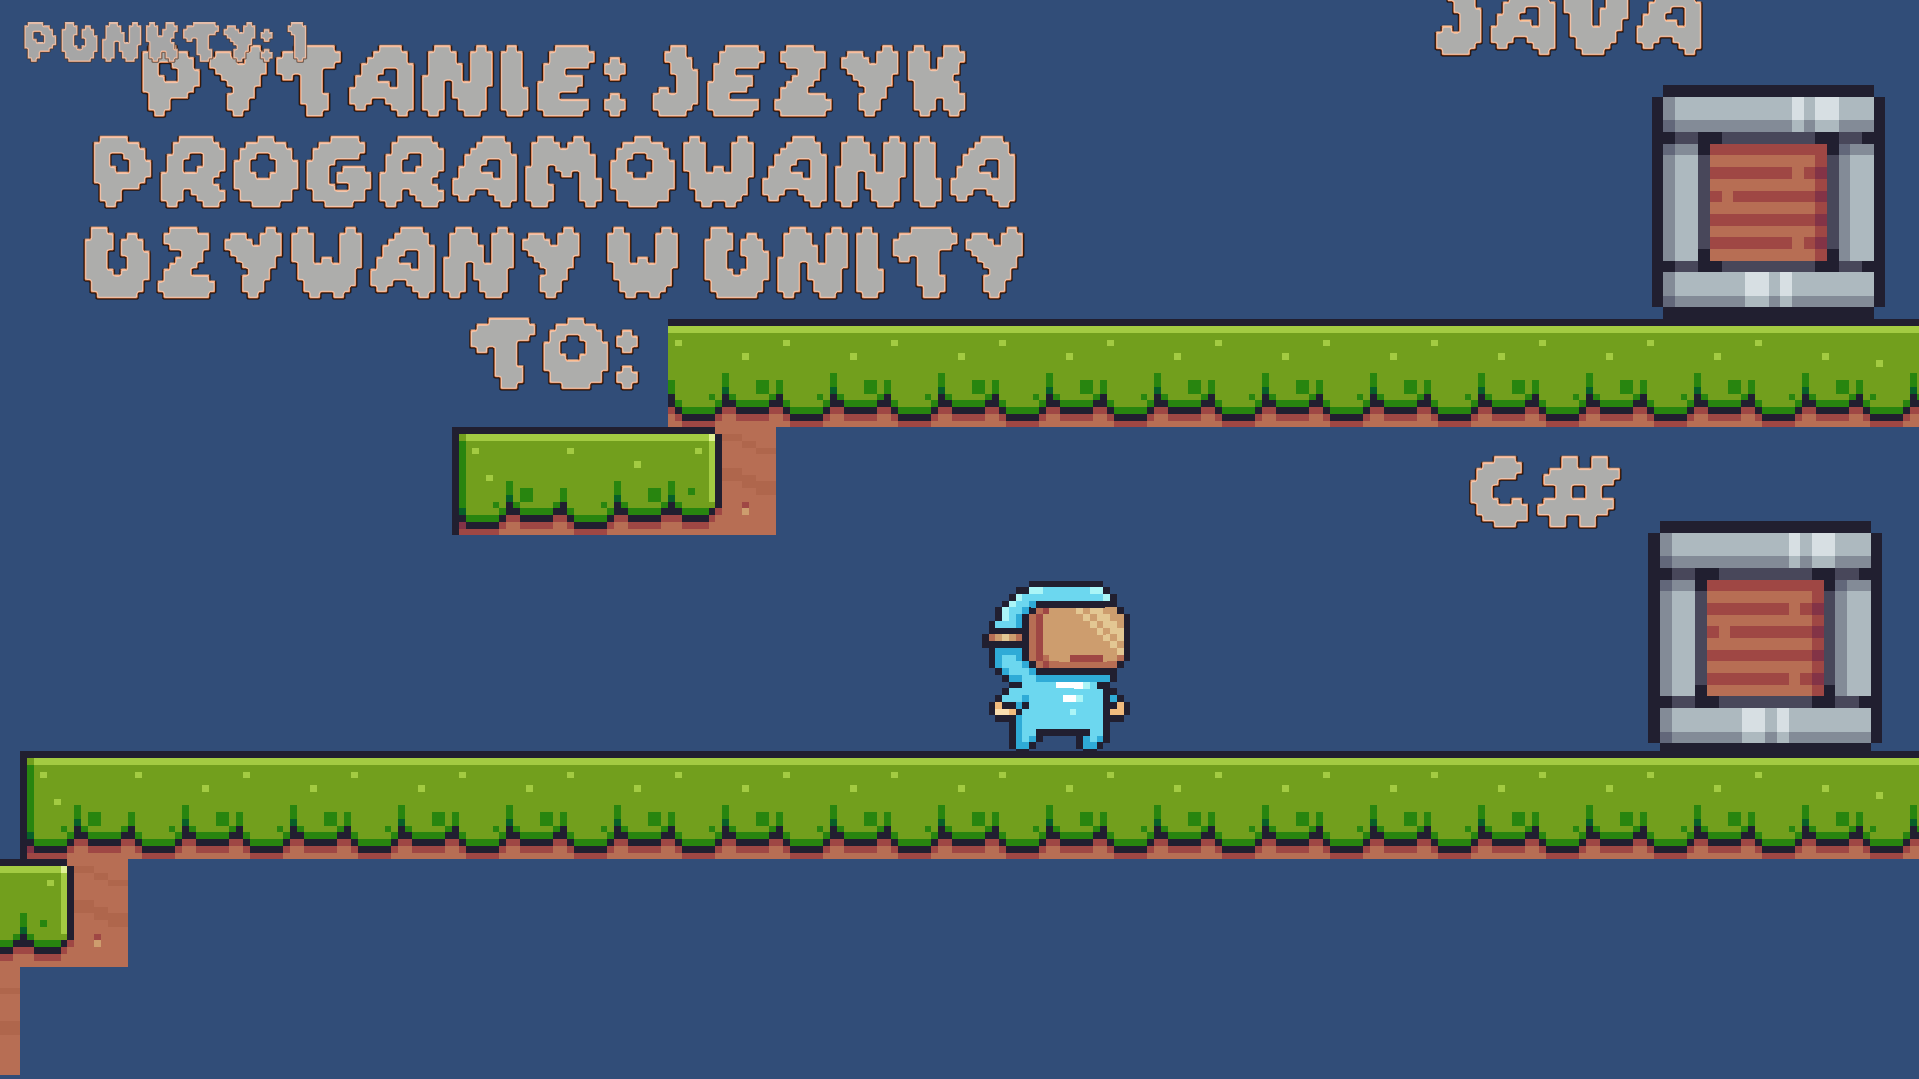 PUNKTY: 1
PYTANIE: JEZYK
PROGRAMOWANIA
UZYWANY W UNITY
TO:
JAVA
C#